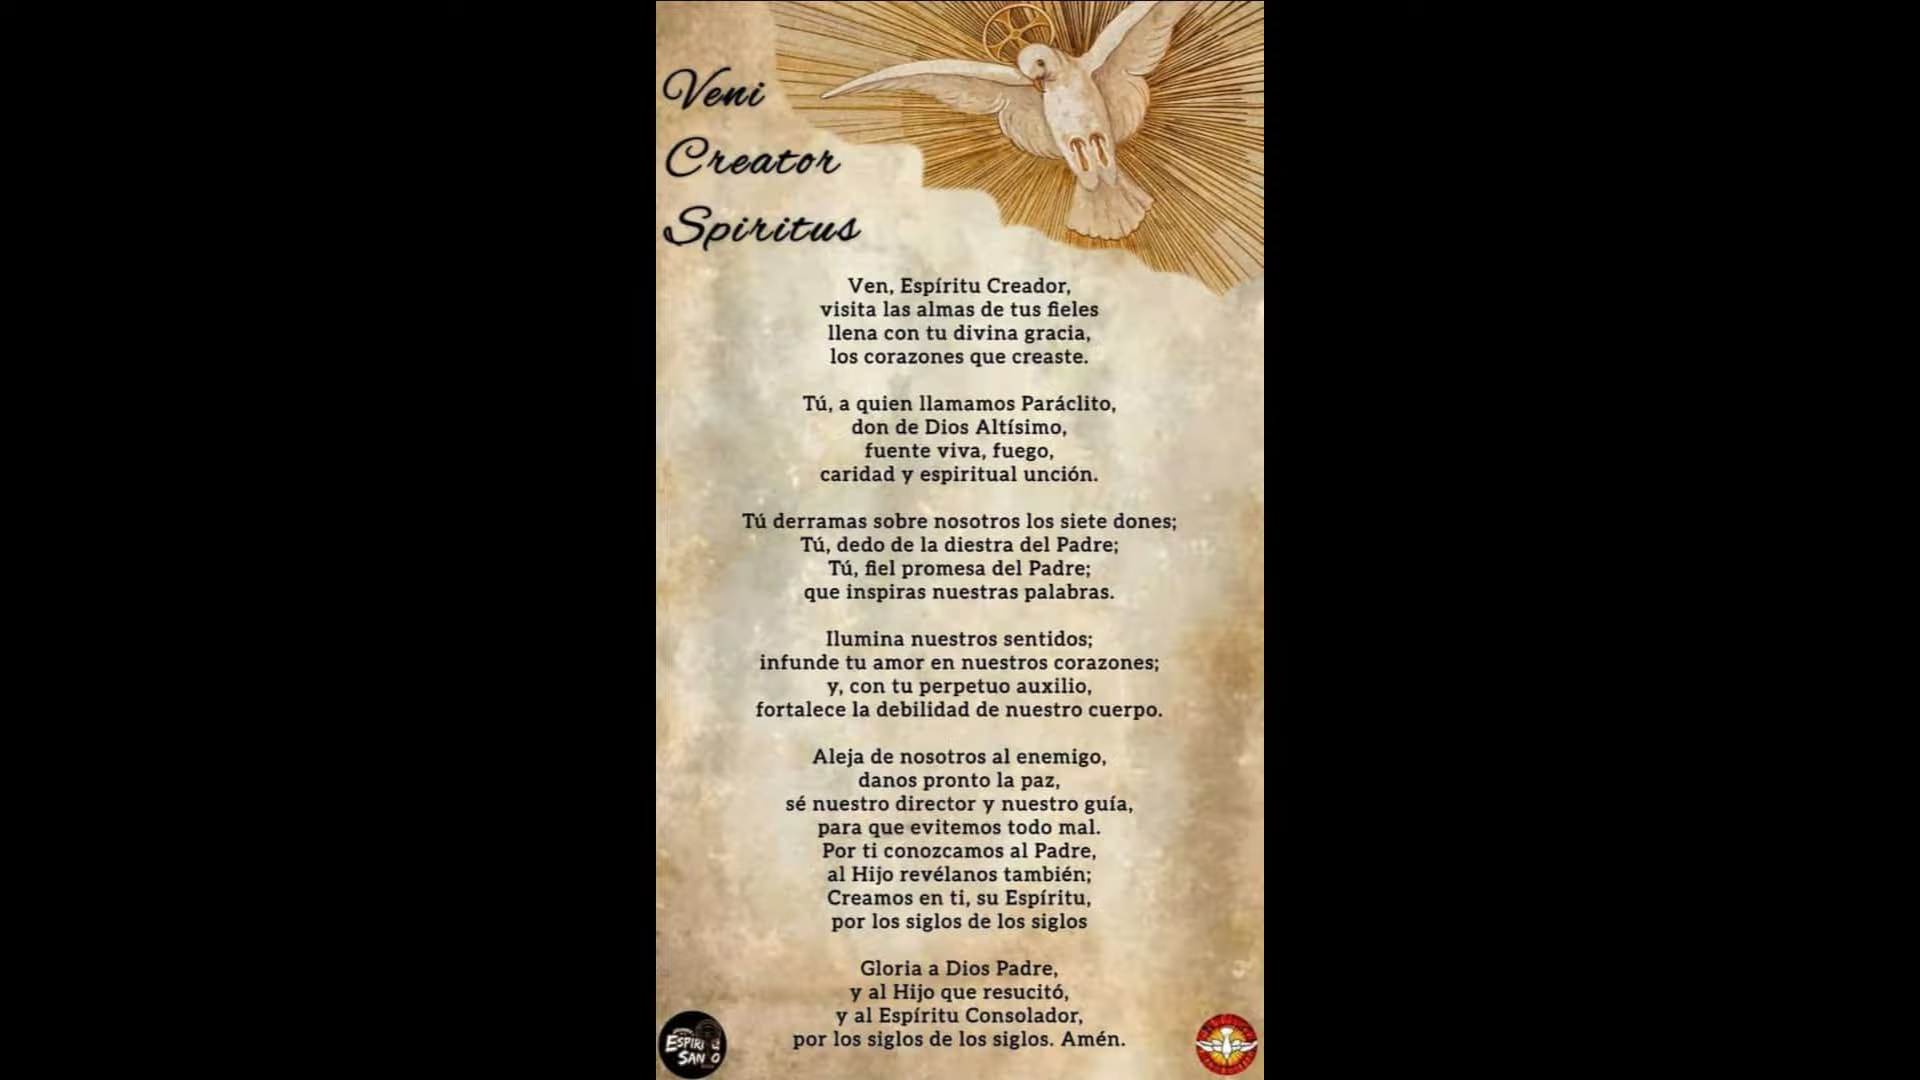 Veni
Creator
Spiritus
Ven, Espíritu Creador,
visita las almas de tus fieles
llena con tu divina gracia,
los corazones que creaste.
Tú, a quien llamamos Paráclito,
don de Dios Altísimo,
fuente viva, fuego,
caridad y espiritual unción.
Tú derramas sobre nosotros los siete dones;
Tú, dedo de la diestra del Padre;
Tú, fiel promesa del Padre;
que inspiras nuestras palabras.
Ilumina nuestros sentidos;
infunde tu amor en nuestros corazones;
y, con tu perpetuo auxilio,
fortalece la debilidad de nuestro cuerpo.
Aleja de nosotros al enemigo,
danos pronto la paz,
sé nuestro director y nuestro guía,
para que evitemos todo mal.
Por ti conozcamos al Padre,
al Hijo revélanos también;
Creamos en ti, su Espíritu,
por los siglos de los siglos
Gloria a Dios Padre,
y al Hijo que resucitó,
y al Espíritu Consolador,
por los siglos de los siglos. Amén.